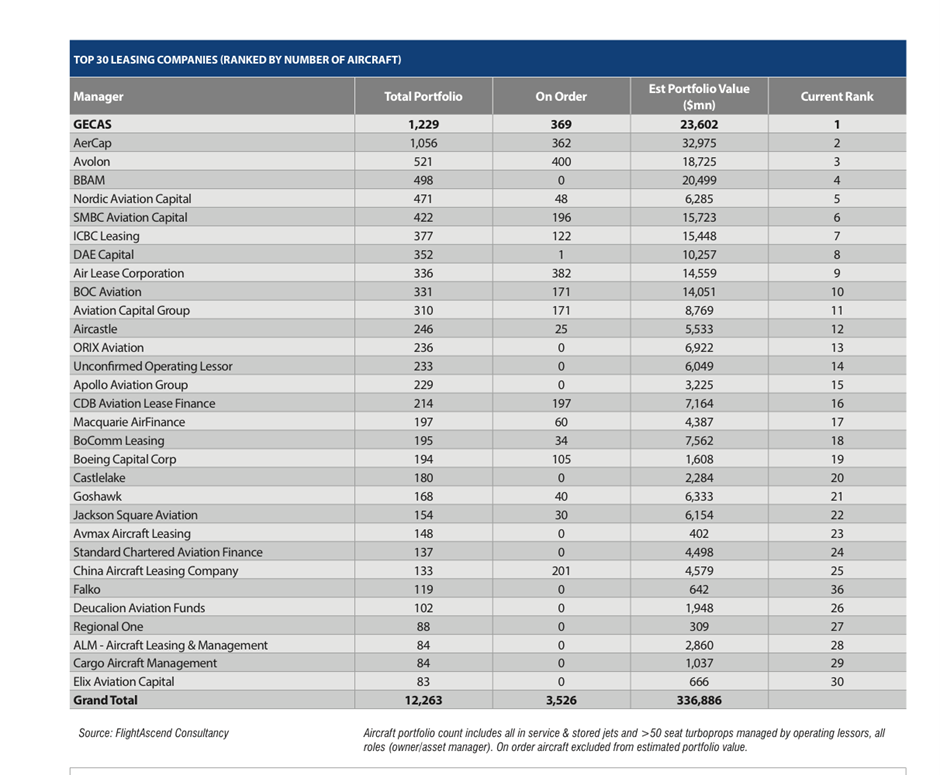 TOP 30 LEASING COMPANIES (RANKED BY NUMBER OF AIRCRAFT)
Manager Total Portfolio On Order Est Portfolio Value ($mn) Current Rank
GECAS 1,229 369 23,602 1
AerCap 1,056 362 32,975 2
Avolon 521 400 18,725 3
BBAM 498 0 20,499 4
Nordic Aviation Capital 471 48 6,285 5
SMBC Aviation Capital 422 196 15,723 6
ICBC Leasing 377 122 15,448 7
DAE Capital 352 1 10,257 8
Air Lease Corporation 336 382 14,559 9
BOC Aviation 331 171 14,051 10
Aviation Capital Group 310 171 8,769 11
Aircastle 246 25 5,533 12
ORIX Aviation 236 0 6,922 13
Unconfirmed Operating Lessor 233 0 6,049 14
Apollo Aviation Group 229 0 3,225 15
CDB Aviation Lease Finance 214 197 7,164 16
Macquarie AirFinance 197 60 4,387 17
BoComm Leasing 195 34 7,562 18
Boeing Capital Corp 194 105 1,608 19
Castlelake 180 0 2,284 20
Goshawk 168 40 6,333 21
Jackson Square Aviation 154 30 6,154 22
Avmax Aircraft Leasing 148 0 402 23
Standard Chartered Aviation Finance 137 0 4,498 24
China Aircraft Leasing Company 133 201 4,579 25
Falko 119 0 642 36
Deucalion Aviation Funds 102 0 1,948 26
Regional One 88 0 309 27
ALM - Aircraft Leasing & Management 84 0 2,860 28
Cargo Aircraft Management 84 0 1,037 29
Elix Aviation Capital 83 0 666 30
Grand Total 12,263 3,526 336,886
Source: FlightAscend Consultancy
Aircraft portfolio count includes all in service & stored jets and >50 seat turboprops managed by operating lessors, all
roles (owner/asset manager). On order aircraft excluded from estimated portfolio value.